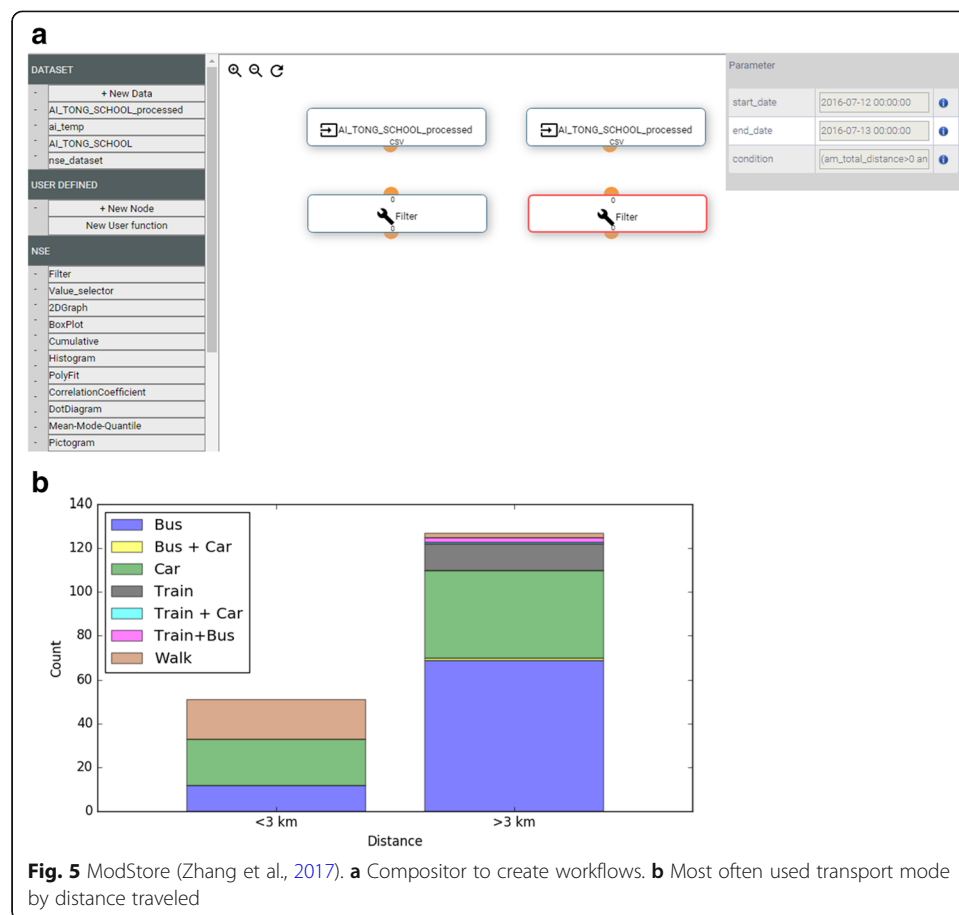 a
DATASET
- + New Data
- AI_TONG_SCHOOL_processed
- ai_temp
- AI_TONG_SCHOOL
- nse_dataset
USER DEFINED
- + New Node
New User function
NSE
- Filter
- Value_selector
- 2DGraph
- BoxPlot
- Cumulative
- Histogram
- PolyFit
- CorrelationCoefficient
- DotDiagram
- Mean-Mode-Quantile
- Pictogram
AI_TONG_SCHOOL_processed
csv
AI_TONG_SCHOOL_processed
csv
0
Filter
0
0
Filter
0
Parameter
start_date 2016-07-12 00:00:00
end_date 2016-07-13 00:00:00
condition (am_total_distance>0 an
b
140
120
100
80
60
40
20
0
Count
Bus
Bus + Car
Car
Train
Train + Car
Train+Bus
Walk
<3 km
>3 km
Distance
Fig. 5 ModStore (Zhang et al., 2017). a Compositor to create workflows. b Most often used transport mode
by distance traveled